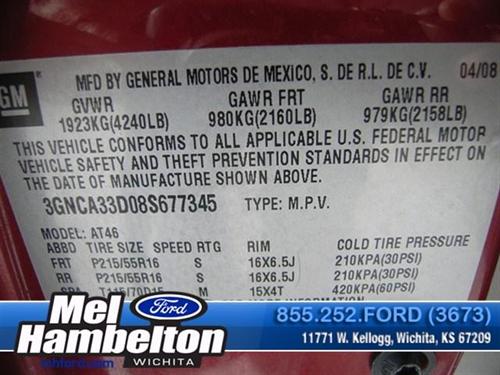 GM
MFD BY GENERAL MOTORS DE MEXICO, S. DE R.L. DE C.V. 04/08
GVWR GAWR FRT GAWR RR
1923KG(4240LB) 980KG(2160LB) 979KG(2158LB)
THIS VEHICLE CONFORMS TO ALL APPLICABLE U.S. FEDERAL MOTOR
VEHICLE SAFETY AND THEFT PREVENTION STANDARDS IN EFFECT ON
THE DATE OF MANUFACTURE SHOWN ABOVE.
3GNCA33D08S677345 TYPE: M.P.V.
MODEL: AT46
ABBD TIRE SIZE SPEED RTG RIM COLD TIRE PRESSURE
FRT P215/55R16 S 16X6.5J 210KPA(30PSI)
RR P215/55R16 S 16X6.5J 210KPA(30PSI)
SPA T115/70D15 M 15X4T 420KPA(60PSI)
Mel
Hambelton
WICHITA
855.252.FORD (3673)
11771 W. Kellogg, Wichita, KS 67209